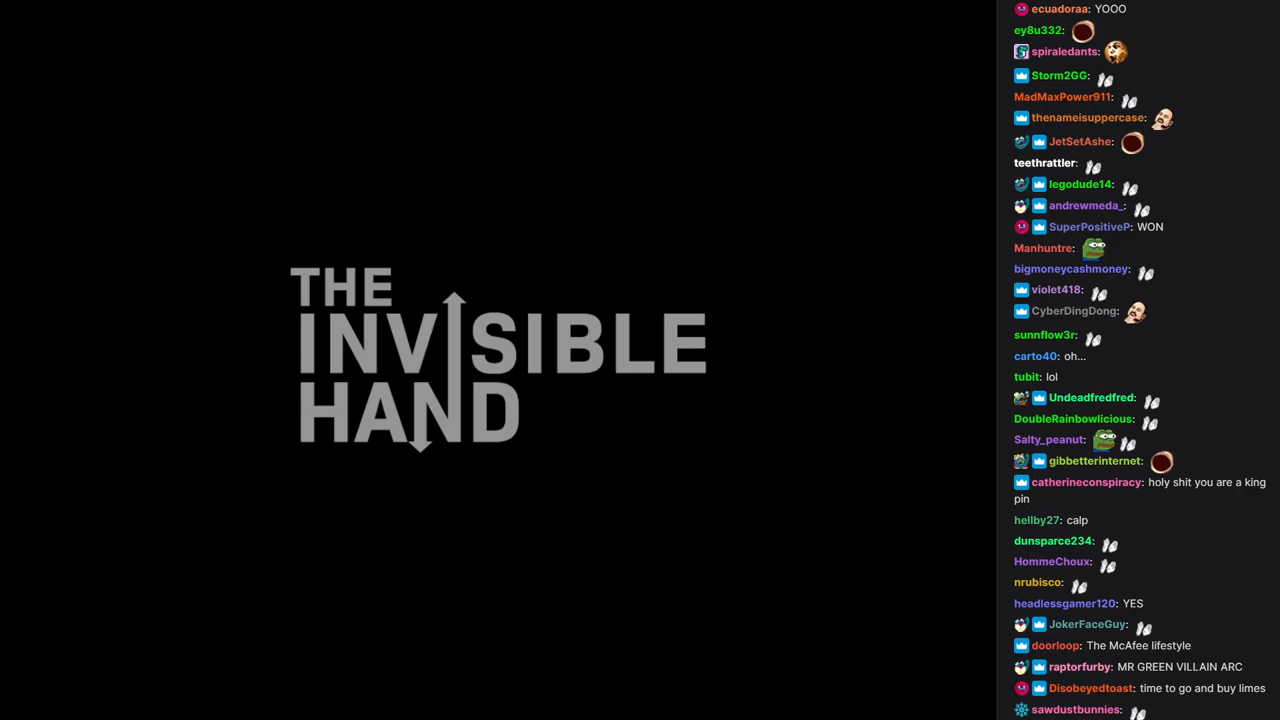 THE
INVISIBLE
HAND
ecuadoraa: YOOO
ey8u332:
spiraledants:
Storm2GG:
MadMaxPower911:
thenameisuppercase:
JetSetAshe:
teethrattler:
legodude14:
andrewmeda_:
SuperPositiveP: WON
Manhuntre:
bigmoneycashmoney:
violet418:
CyberDingDong:
sunnflow3r:
carto40: oh...
tubit: lol
Undeadfredfred:
DoubleRainbowlicious:
Salty_peanut:
gibbetterinternet:
catherineconspiracy: holy shit you are a king
pin
hellby27: calp
dunsparce234:
HommeChoux:
nrubisco:
headlessgamer120: YES
JokerFaceGuy:
doorloop: The McAfee lifestyle
raptorfurby: MR GREEN VILLAIN ARC
Disobeyedtoast: time to go and buy limes
sawdustbunnies: